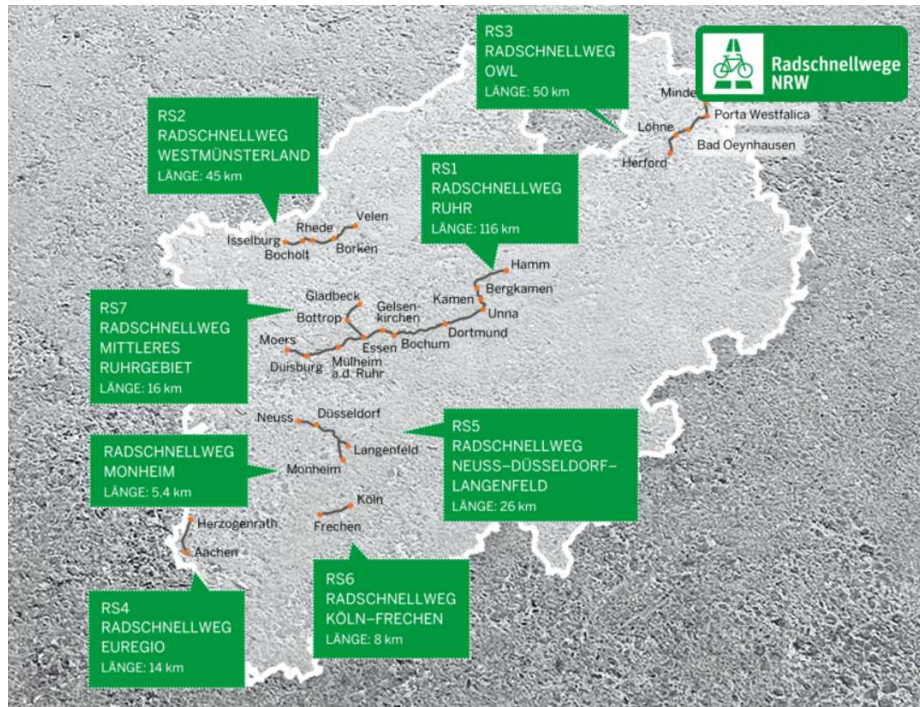 RS3
RADSCHNELLWEG
OWL
LÄNGE: 50 km
Radschnellwege
NRW
Minde
Porta Westfalica
Löhne
Bad Oeynhausen
Herford
RS2
RADSCHNELLWEG
WESTMÜNSTERLAND
LÄNGE: 45 km
RS1
RADSCHNELLWEG
RUHR
LÄNGE: 116 km
Velen
Rhede
Isselburg
Bocholt
Borken
Hamm
Bergkamen
Kamen
Unna
Dortmund
RS7
RADSCHNELLWEG
MITTLERES
RUHRGEBIET
LÄNGE: 16 km
Gladbeck
Bottrop
Gelsen-
kirchen
Moers
Essen
Bochum
Duisburg
Mülheim
a.d. Ruhr
Neuss
Düsseldorf
Langenfeld
Monheim
RS5
RADSCHNELLWEG
NEUSS–DÜSSELDORF–
LANGENFELD
LÄNGE: 26 km
RADSCHNELLWEG
MONHEIM
LÄNGE: 5,4 km
Köln
Frechen
Herzogenrath
Aachen
RS6
RADSCHNELLWEG
KÖLN–FRECHEN
LÄNGE: 8 km
RS4
RADSCHNELLWEG
EUREGIO
LÄNGE: 14 km